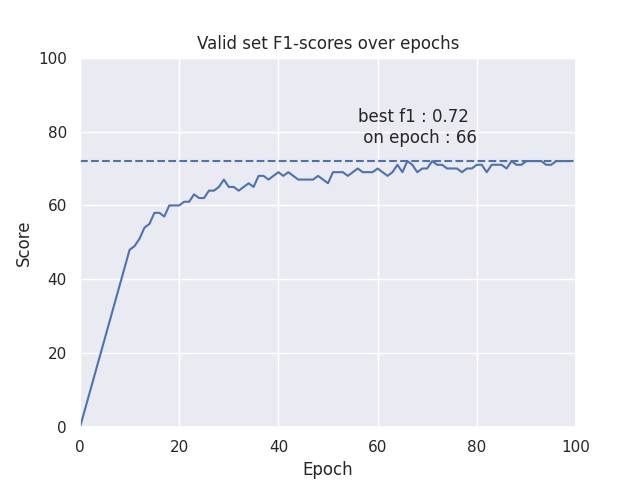 Valid set F1-scores over epochs
100
80
60
40
20
0
best f1 : 0.72
on epoch : 66
Score
0 20 40 60 80 100
Epoch